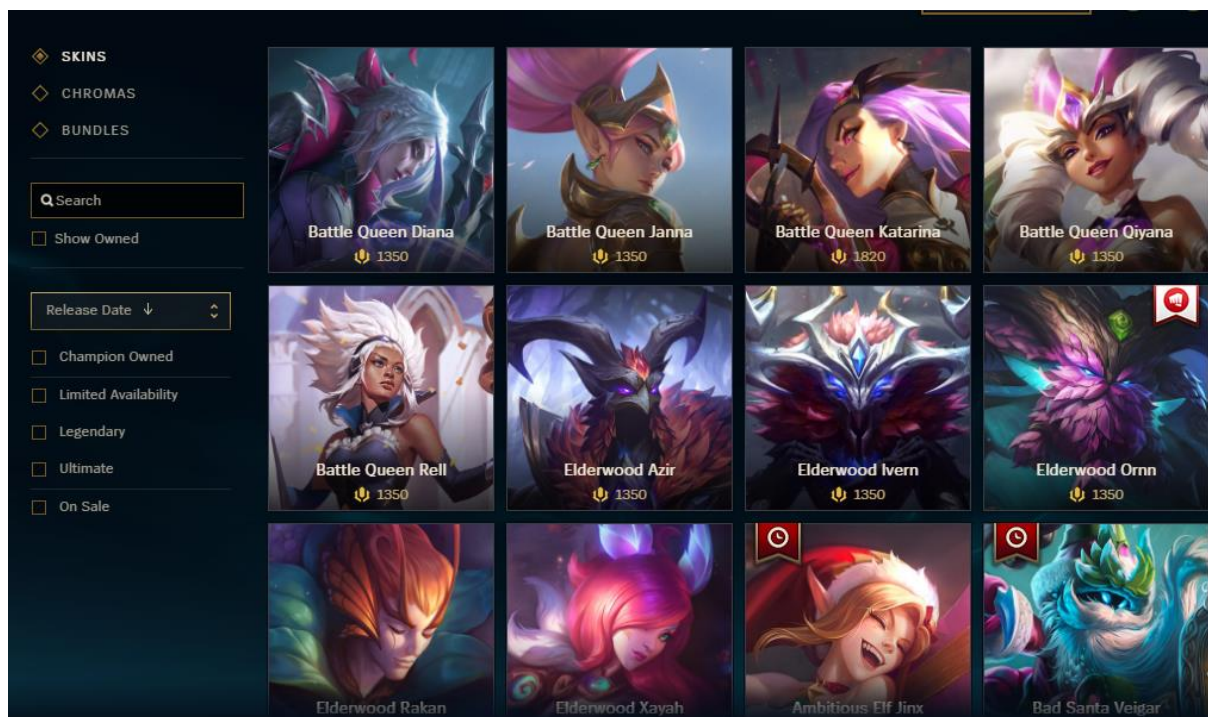 SKINS
CHROMAS
BUNDLES
Search
Show Owned
Release Date
Champion Owned
Limited Availability
Legendary
Ultimate
On Sale
Battle Queen Diana
1350
Battle Queen Janna
1350
Battle Queen Katarina
1820
Battle Queen Qiyana
1350
Battle Queen Rell
1350
Elderwood Azir
1350
Elderwood Ivern
1350
Elderwood Ornn
1350
Elderwood Rakan
Elderwood Xayah
Ambitious Elf Jinx
Bad Santa Veigar